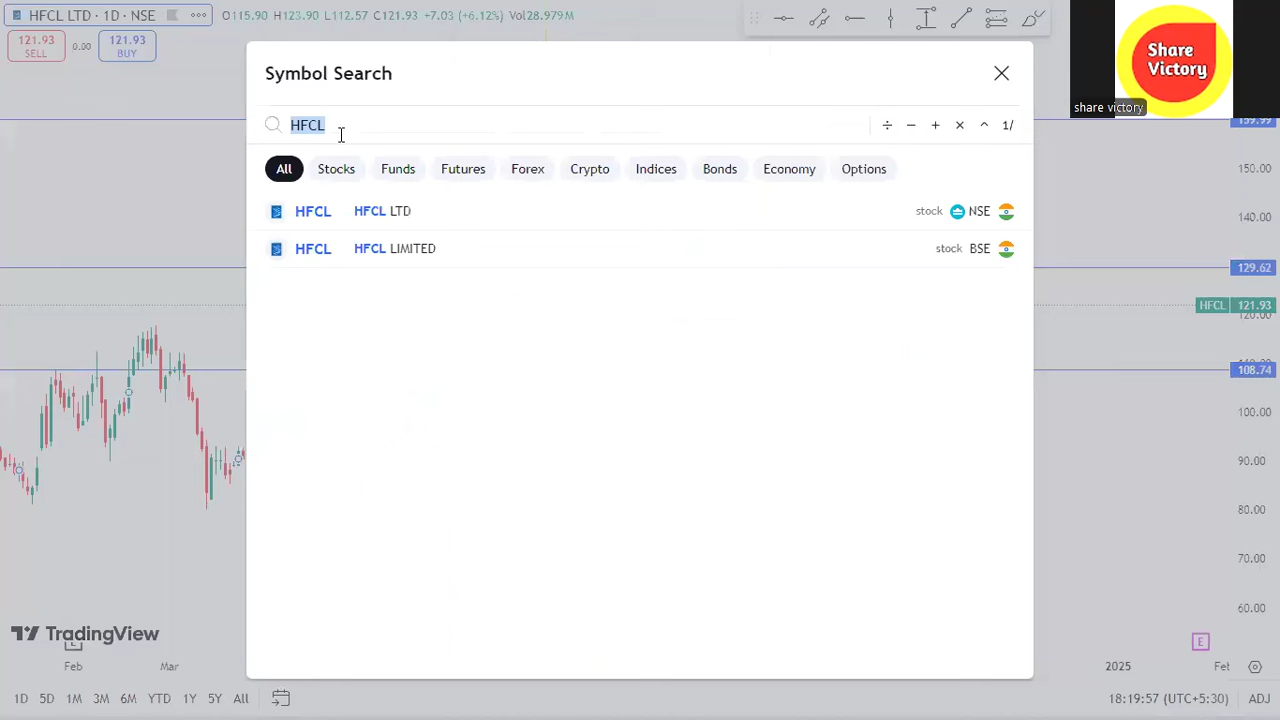 HFCL LTD · 1D · NSE
O115.90 H123.90 L112.57 C121.93 +7.03 (+6.12%) Vol28.979M
121.93
SELL
0.00
121.93
BUY
Share
Victory
share victory
Symbol Search
HFCL
1/
All Stocks Funds Futures Forex Crypto Indices Bonds Economy Options
HFCL HFCL LTD stock NSE
HFCL HFCL LIMITED stock BSE
150.00
140.00
129.62
HFCL 121.93
120.00
108.74
100.00
90.00
80.00
70.00
60.00
TradingView
E
Feb Mar 2025
1D 5D 1M 3M 6M YTD 1Y 5Y All
18:19:57 (UTC+5:30) ADJ